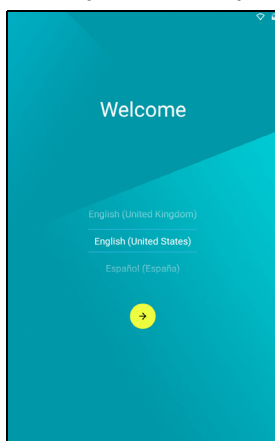 Welcome
English (United Kingdom)
English (United States)
Español (España)